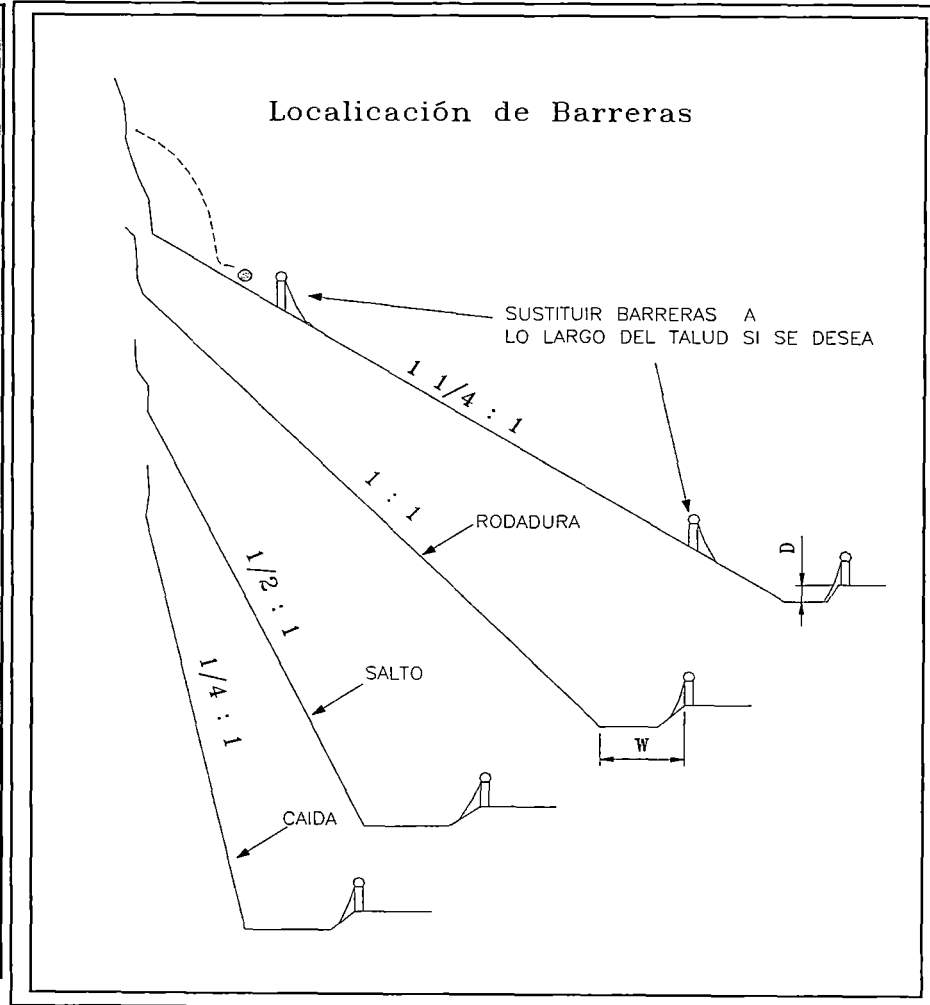 Localicación de Barreras
SUSTITUIR BARRERAS A
LO LARGO DEL TALUD SI SE DESEA
1 1/4 : 1
1 : 1
RODADURA
D
1/2 : 1
1/4 : 1
SALTO
W
CAIDA